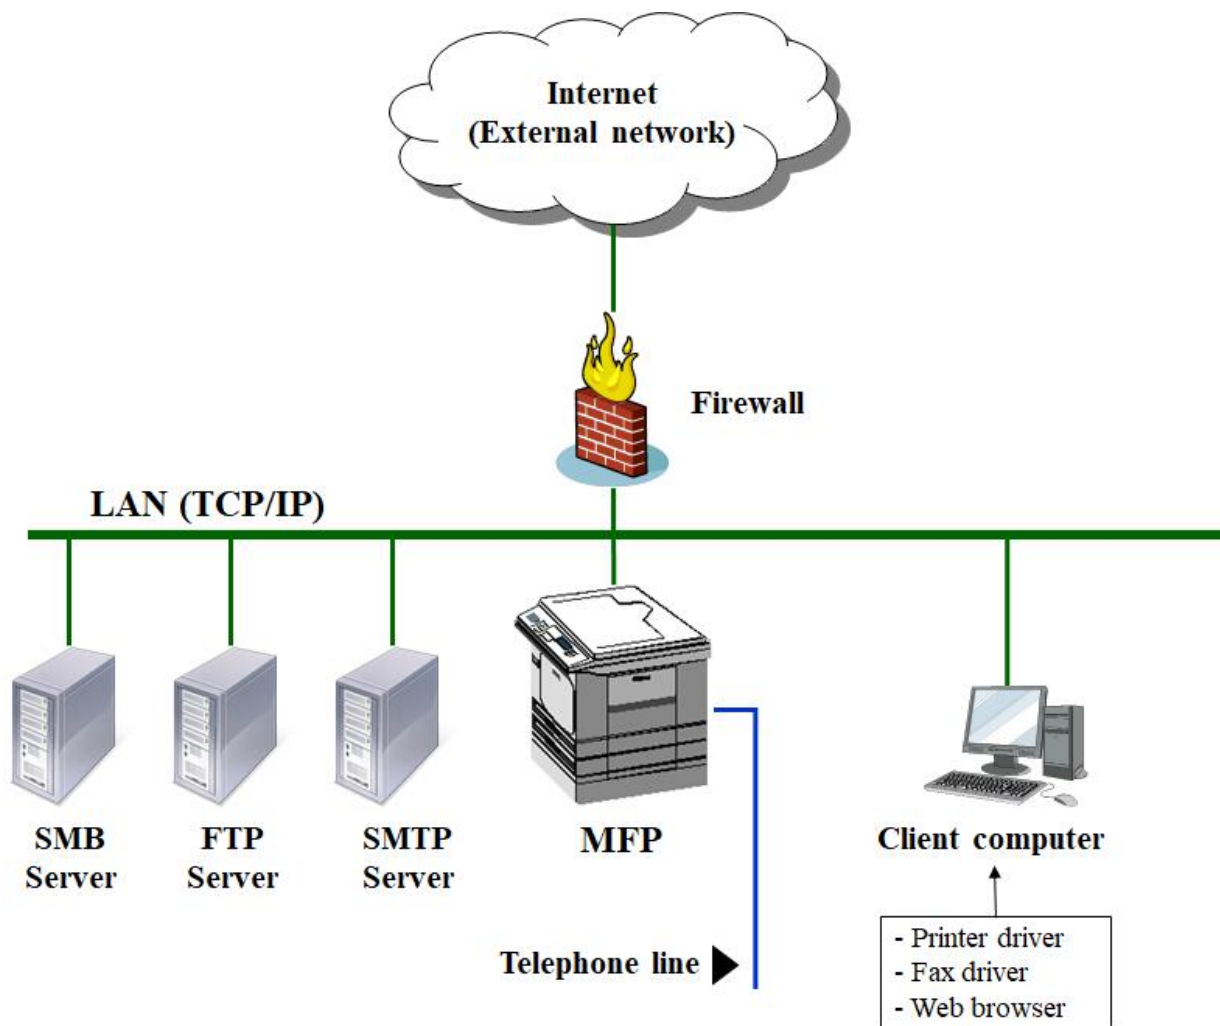 Internet
(External network)
Firewall
LAN (TCP/IP)
SMB
Server
FTP
Server
SMTP
Server
MFP
Client computer
Telephone line
- Printer driver
- Fax driver
- Web browser